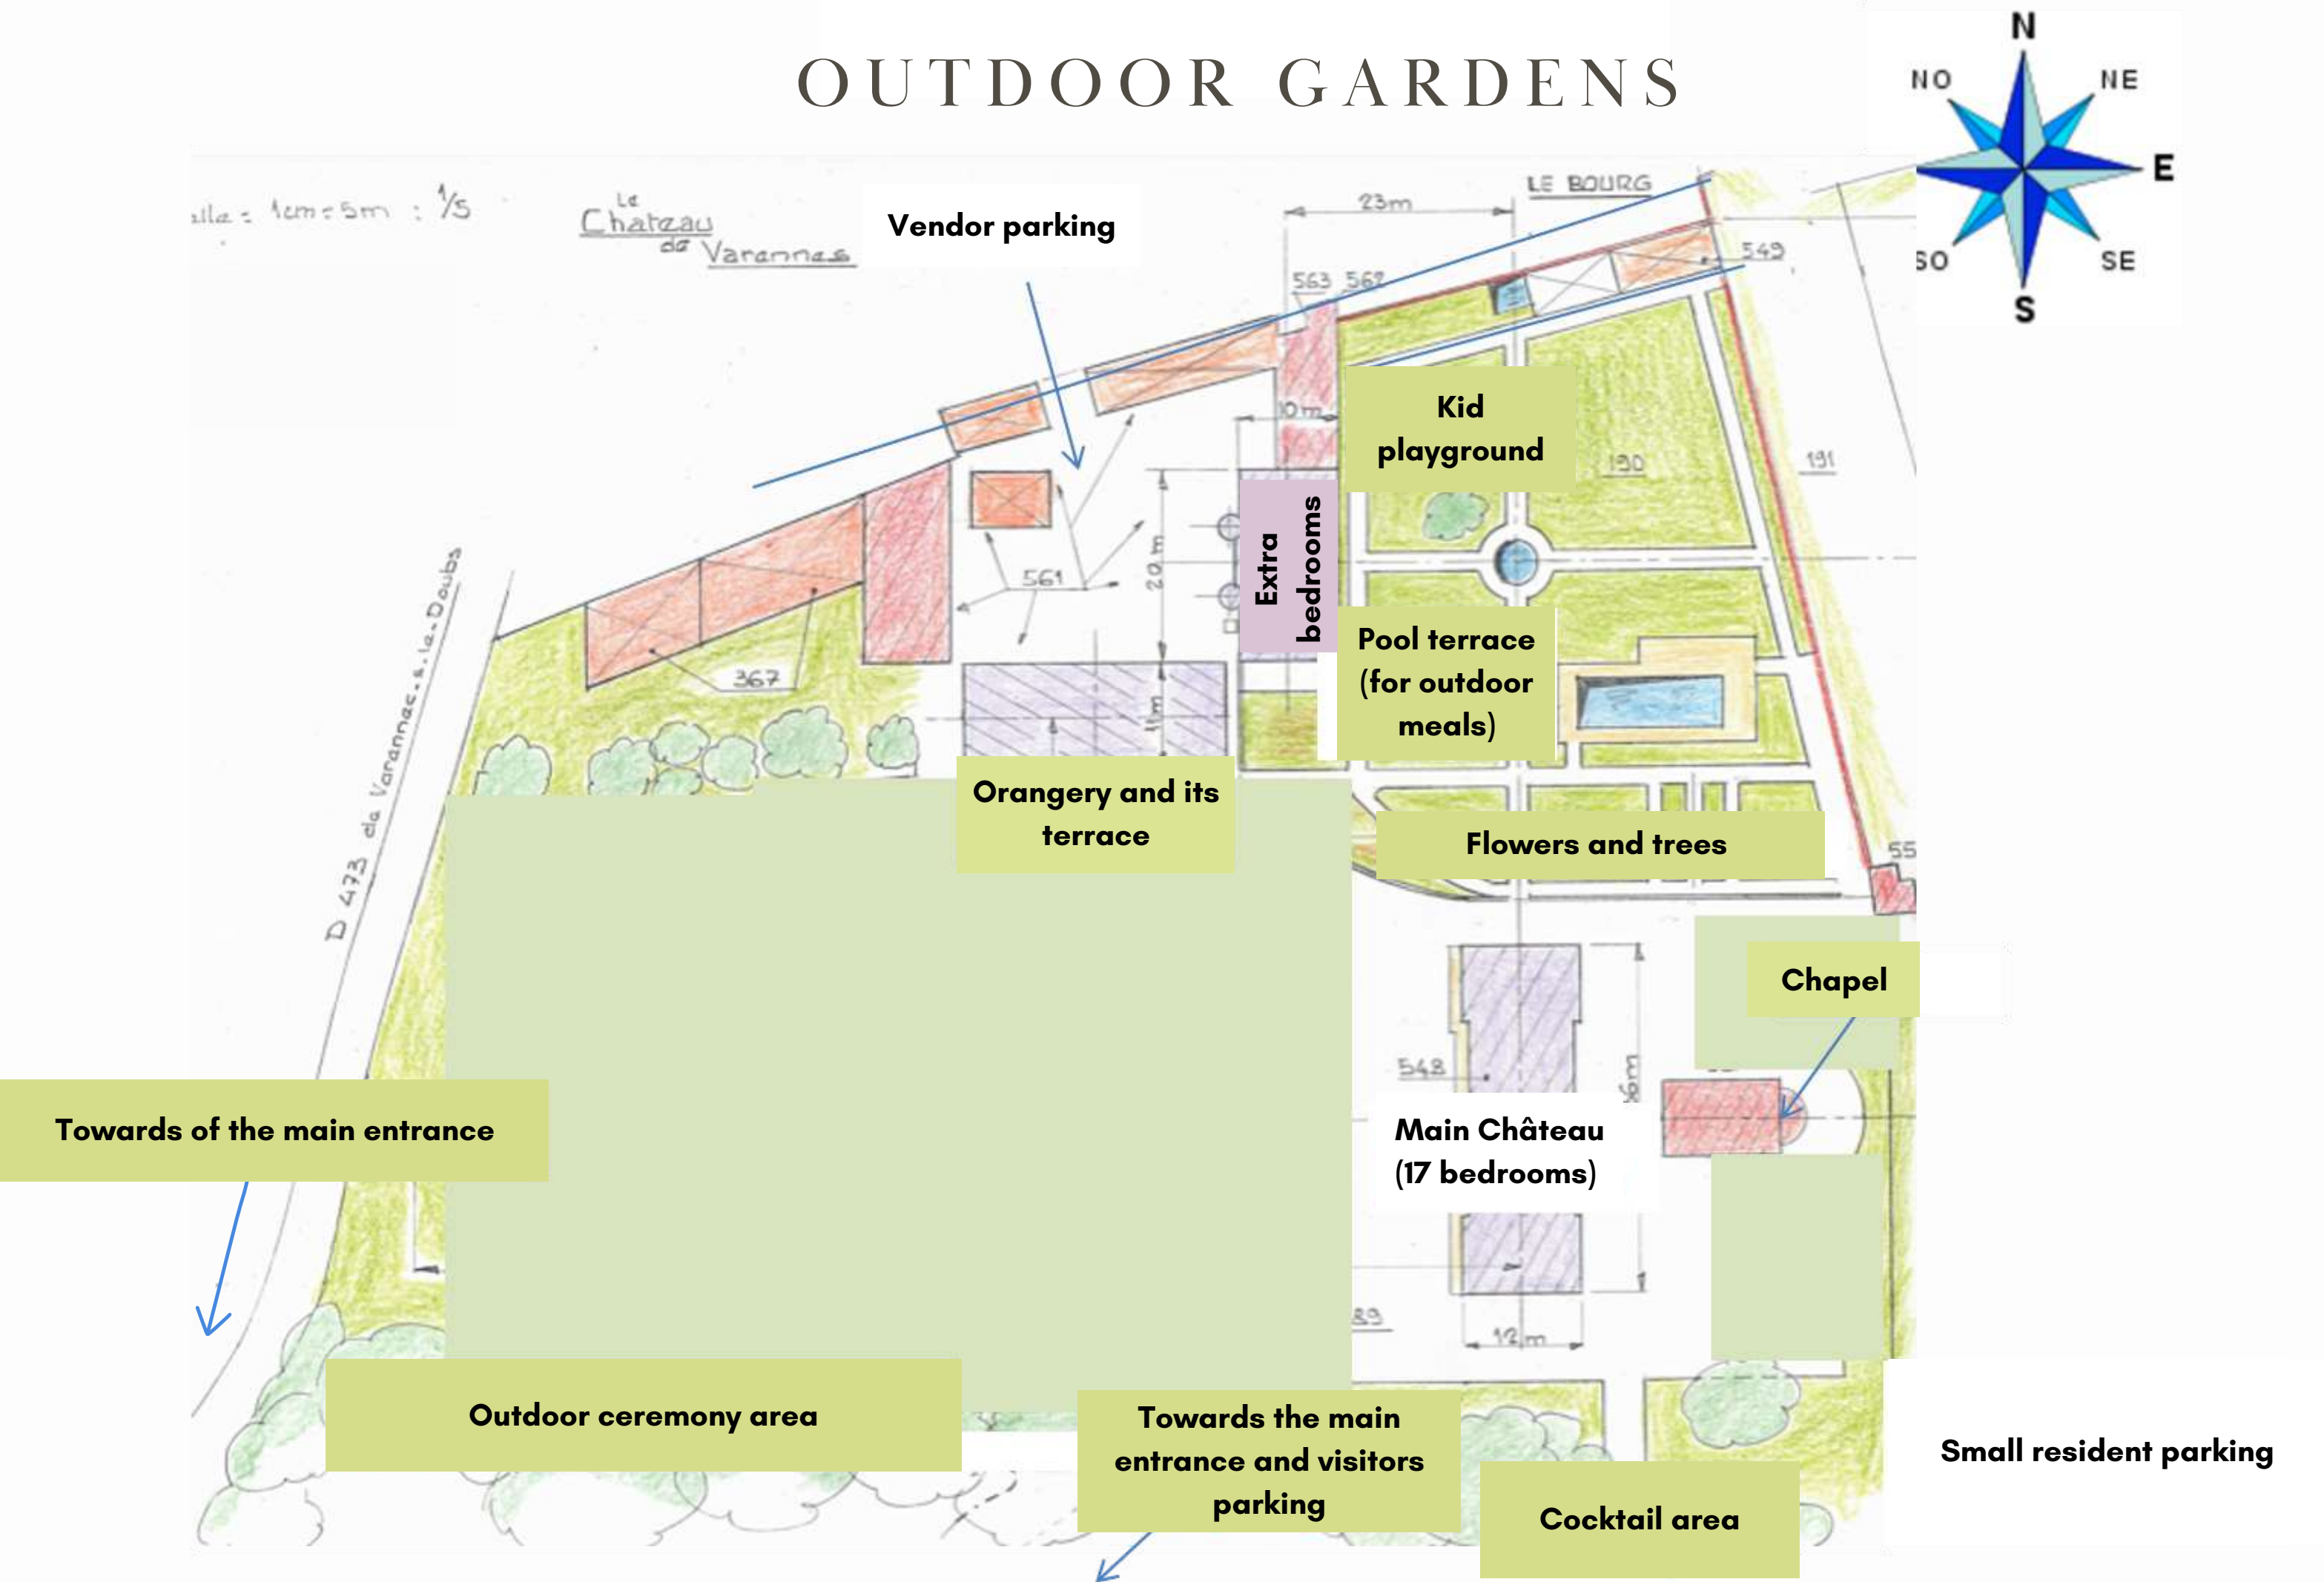 OUTDOOR GARDENS
N
NO
NE
E
SO
SE
S
1cm = 5m : 1/5
Le
Chateau
de
Varennes
Vendor parking
LE BOURG
23m
563 562
549
10m
Kid
playground
190
191
Extra
bedrooms
20m
561
367
11m
Pool terrace
(for outdoor
meals)
Orangery and its
terrace
Flowers and trees
55
D 473 de Varennes.s.le.Doubs
Chapel
548
6m
Towards of the main entrance
Main Château
(17 bedrooms)
89
12m
Outdoor ceremony area
Towards the main
entrance and visitors
parking
Small resident parking
Cocktail area